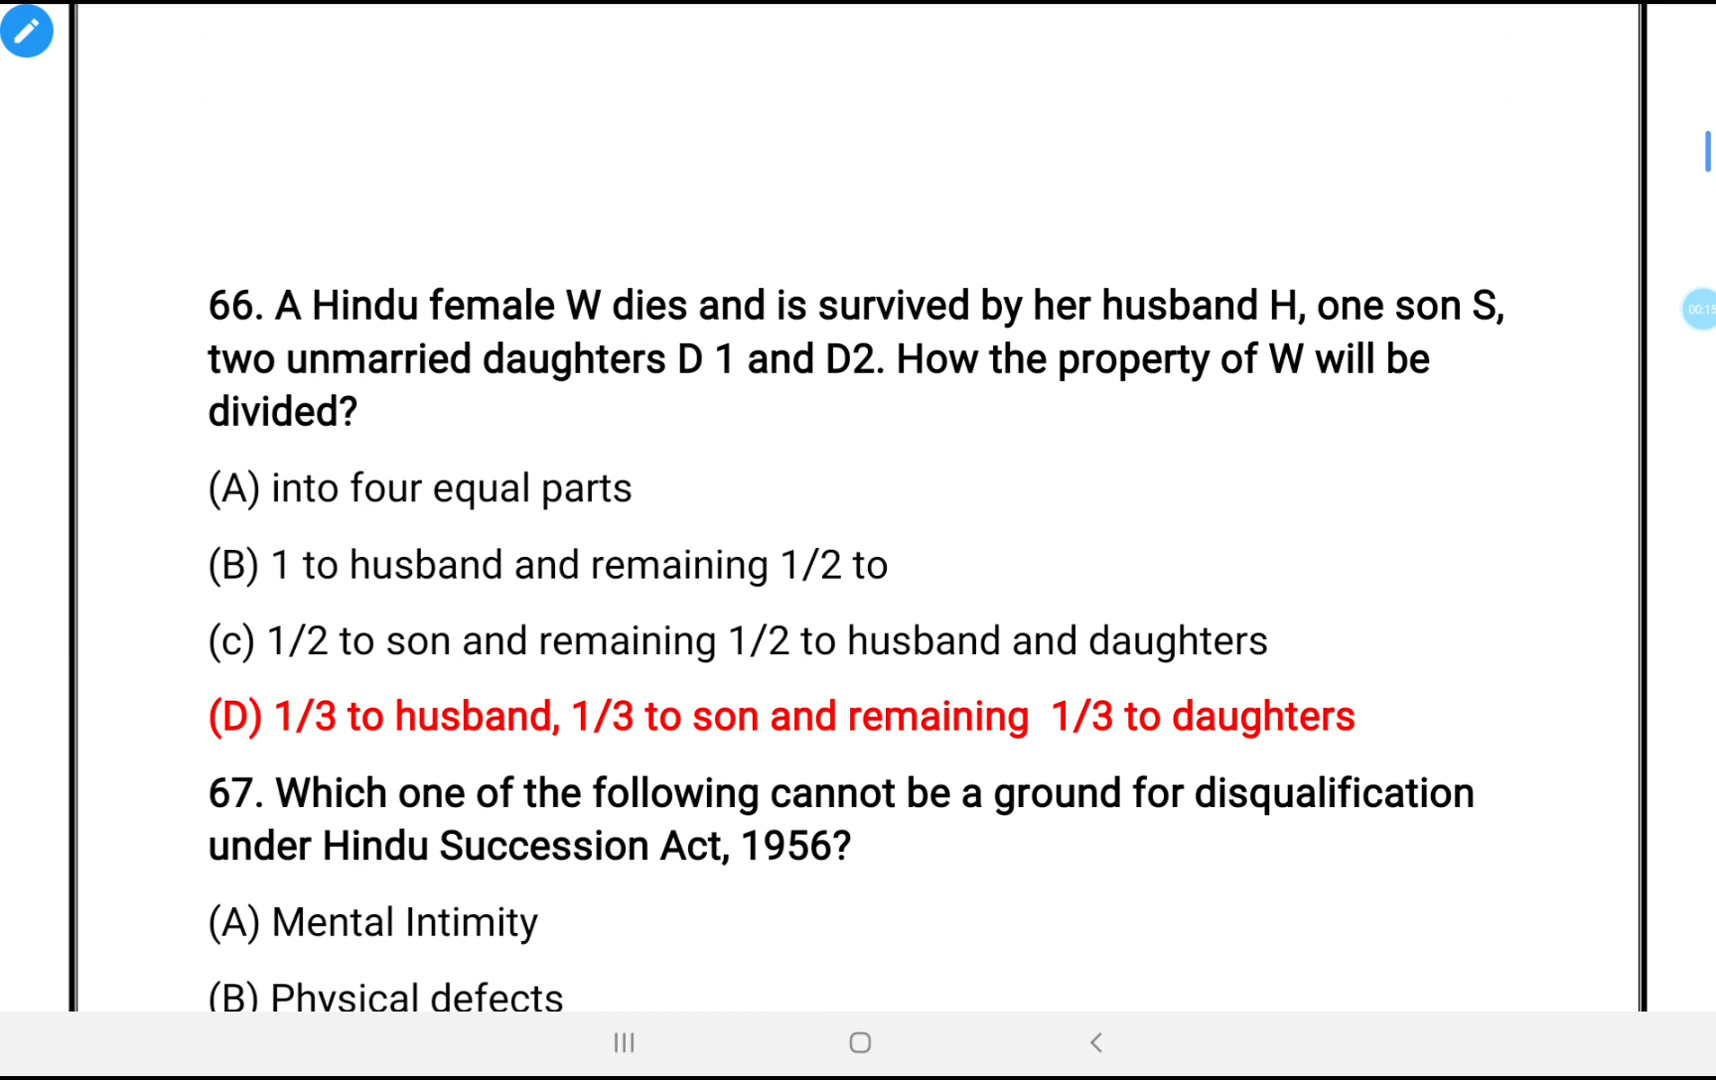 66. A Hindu female W dies and is survived by her husband H, one son S,
two unmarried daughters D 1 and D2. How the property of W will be
divided?
(A) into four equal parts
(B) 1 to husband and remaining 1/2 to
(c) 1/2 to son and remaining 1/2 to husband and daughters
(D) 1/3 to husband, 1/3 to son and remaining 1/3 to daughters
67. Which one of the following cannot be a ground for disqualification
under Hindu Succession Act, 1956?
(A) Mental Intimity
(B) Physical defects
00:15